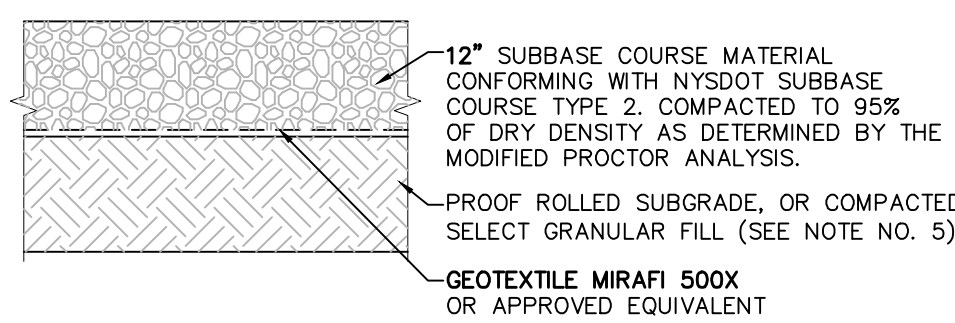 12" SUBBASE COURSE MATERIAL
CONFORMING WITH NYSDOT SUBBASE
COURSE TYPE 2. COMPACTED TO 95%
OF DRY DENSITY AS DETERMINED BY THE
MODIFIED PROCTOR ANALYSIS.
PROOF ROLLED SUBGRADE, OR COMPACTED
SELECT GRANULAR FILL (SEE NOTE NO. 5)
GEOTEXTILE MIRAFI 500X
OR APPROVED EQUIVALENT